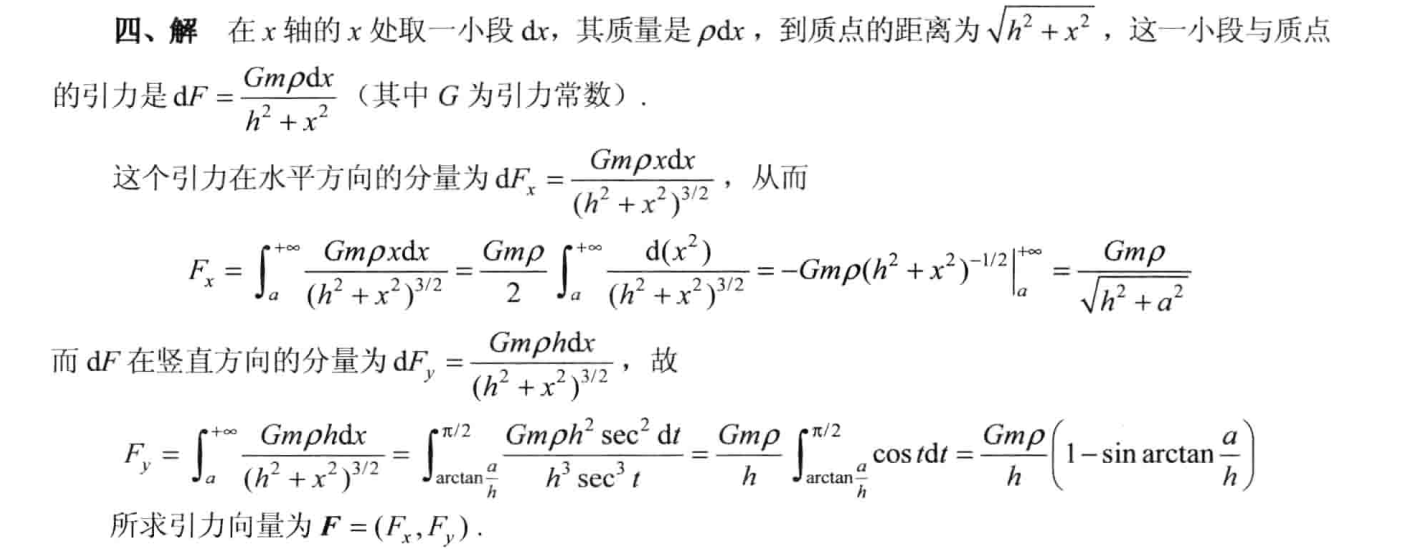 四、解 在 x 轴的 x 处取一小段 dx，其质量是 ρdx，到质点的距离为 $\sqrt{h^2+x^2}$，这一小段与质点
的引力是 $\mathrm{d}F=\frac{Gm\rho \mathrm{d}x}{h^2+x^2}$（其中 G 为引力常数）.
这个引力在水平方向的分量为 $\mathrm{d}F_x=\frac{Gm\rho x\mathrm{d}x}{(h^2+x^2)^{3/2}}$，从而
$F_x=\int_a^{+\infty}\frac{Gm\rho x\mathrm{d}x}{(h^2+x^2)^{3/2}}=\frac{Gm\rho}{2}\int_a^{+\infty}\frac{\mathrm{d}(x^2)}{(h^2+x^2)^{3/2}}=-Gm\rho(h^2+x^2)^{-1/2}\Big|_a^{+\infty}=\frac{Gm\rho}{\sqrt{h^2+a^2}}$
而 dF 在竖直方向的分量为 $\mathrm{d}F_y=\frac{Gm\rho h\mathrm{d}x}{(h^2+x^2)^{3/2}}$，故
$F_y=\int_a^{+\infty}\frac{Gm\rho h\mathrm{d}x}{(h^2+x^2)^{3/2}}=\int_{\arctan\frac{a}{h}}^{\pi/2}\frac{Gm\rho h^2\sec^2 \mathrm{d}t}{h^3\sec^3 t}=\frac{Gm\rho}{h}\int_{\arctan\frac{a}{h}}^{\pi/2}\cos t\mathrm{d}t=\frac{Gm\rho}{h}\left(1-\sin\arctan\frac{a}{h}\right)$
所求引力向量为 $\boldsymbol{F}=(F_x,F_y)$.